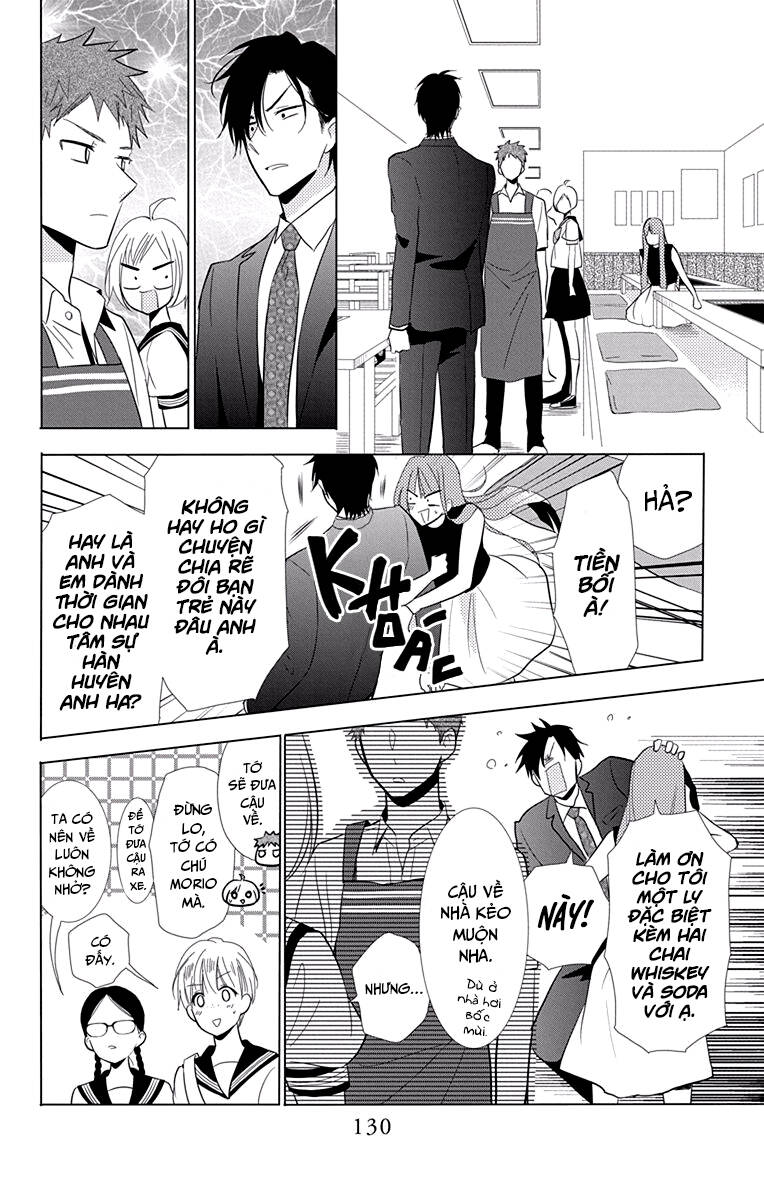 HẢ?
TIỀN
BỐI
À!
KHOÁC
KHÔNG
HAY HO GÌ
CHUYỆN
CHIA RẼ
ĐÔI BẠN
TRẺ NÀY
ĐÂU ANH
À.
HAY LÀ
ANH VÀ
EM DÀNH
THỜI GIAN
CHO NHAU
TÂM SỰ
HÀN
HUYÊN
ANH HA?
LÀM ƠN
CHO TÔI
MỘT LY
ĐẶC BIỆT
KÈM HAI
CHAI
WHISKEY
VÀ SODA
VỚI Ạ.
NÀY!
CẬU VỀ
NHÀ KẺO
MUỘN
NHA.
Dù ở
nhà hơi
bốc
mùi.
NHƯNG...
TỚ
SẼ ĐƯA
CẬU VỀ.
ĐỪNG
LO,
TỚ CÓ
CHÚ
MORIO
MÀ.
ĐỂ TỚ
ĐƯA
CẬU RA
XE.
TA CÓ
NÊN VỀ
LUÔN
KHÔNG
NHỞ?
CÓ
ĐẤY.
130